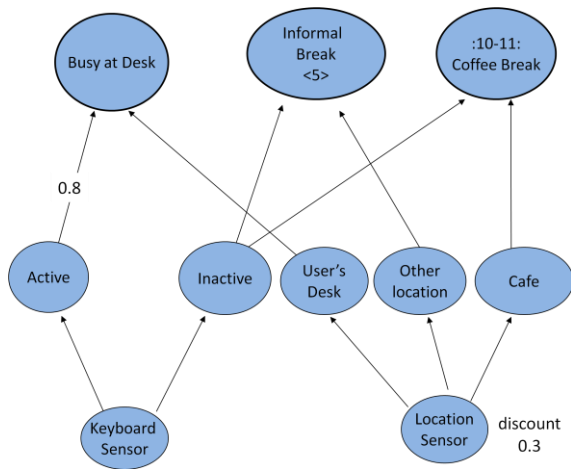 Busy at Desk
Informal
Break
<5>
:10-11:
Coffee Break
0.8
Active
Inactive
User's
Desk
Other
location
Cafe
Keyboard
Sensor
Location
Sensor
discount
0.3